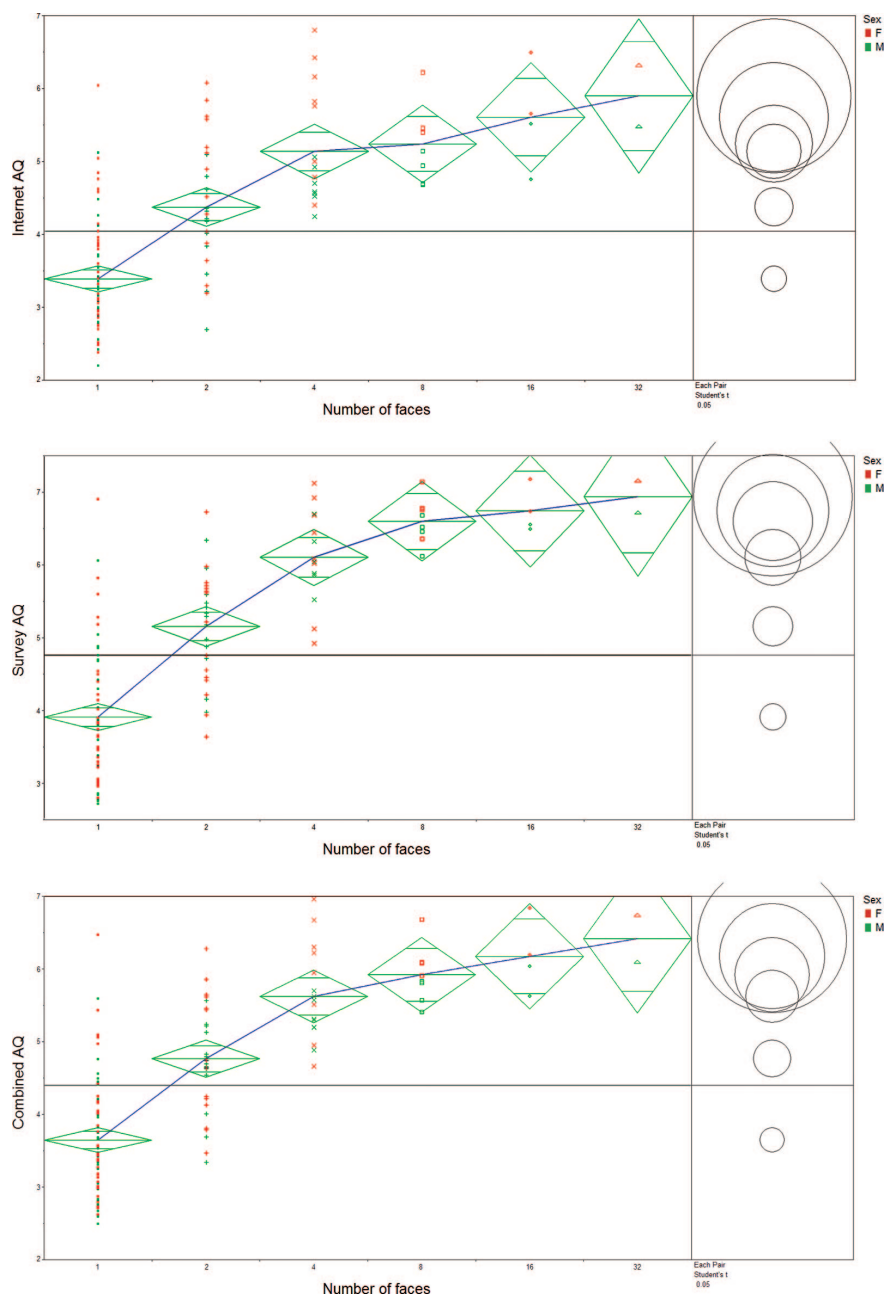 7
6
5
4
3
2
Internet AQ
1
2
4
8
16
32
Number of faces
Each Pair
Student's t
0.05
Sex
F
M
7
6
5
4
3
Survey AQ
1
2
4
8
16
32
Number of faces
Each Pair
Student's t
0.05
Sex
F
M
7
6
5
4
3
2
Combined AQ
1
2
4
8
16
32
Number of faces
Each Pair
Student's t
0.05
Sex
F
M